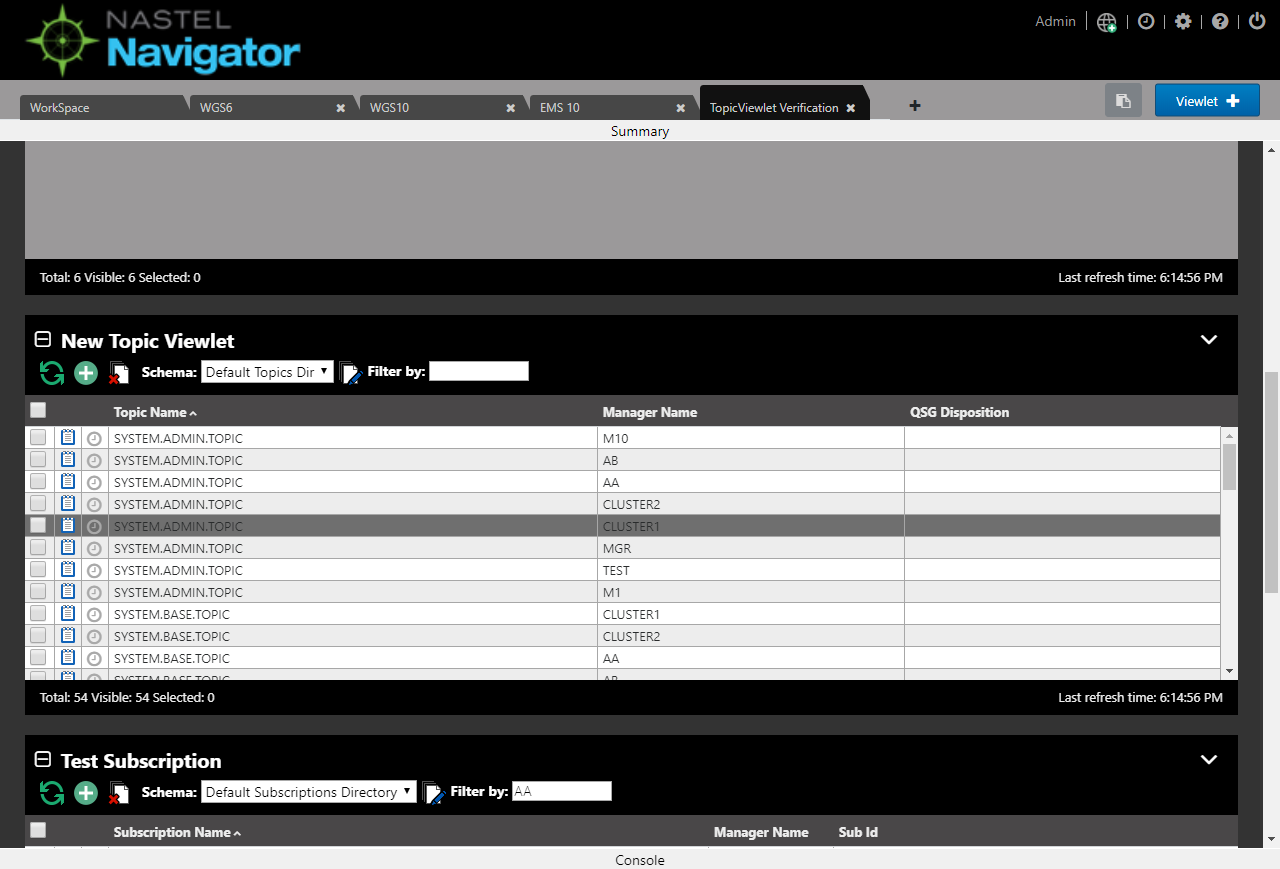 NASTEL
Navigator
Admin
WorkSpace
WGS6
WGS10
EMS 10
TopicViewlet Verification
Viewlet
Summary
Total: 6 Visible: 6 Selected: 0
Last refresh time: 6:14:56 PM
New Topic Viewlet
Schema: Default Topics Dir Filter by:
Topic Name Manager Name QSG Disposition
SYSTEM.ADMIN.TOPIC M10
SYSTEM.ADMIN.TOPIC AB
SYSTEM.ADMIN.TOPIC AA
SYSTEM.ADMIN.TOPIC CLUSTER2
SYSTEM.ADMIN.TOPIC CLUSTER1
SYSTEM.ADMIN.TOPIC MGR
SYSTEM.ADMIN.TOPIC TEST
SYSTEM.ADMIN.TOPIC M1
SYSTEM.BASE.TOPIC CLUSTER1
SYSTEM.BASE.TOPIC CLUSTER2
SYSTEM.BASE.TOPIC AA
SYSTEM.BASE.TOPIC AB
Total: 54 Visible: 54 Selected: 0
Last refresh time: 6:14:56 PM
Test Subscription
Schema: Default Subscriptions Directory Filter by: AA
Subscription Name Manager Name Sub Id
Console